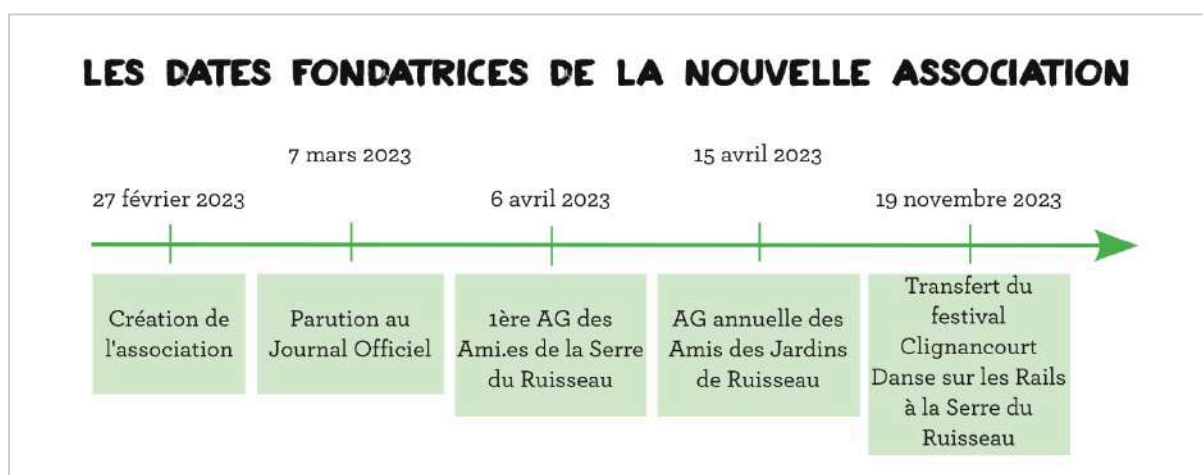 LES DATES FONDATRICES DE LA NOUVELLE ASSOCIATION
7 mars 2023
15 avril 2023
27 février 2023
6 avril 2023
19 novembre 2023
Création de
l'association
Parution au
Journal Officiel
1ère AG des
Ami.es de la Serre
du Ruisseau
AG annuelle des
Amis des Jardins
de Ruisseau
Transfert du
festival
Clignancourt
Danse sur les Rails
à la Serre du
Ruisseau